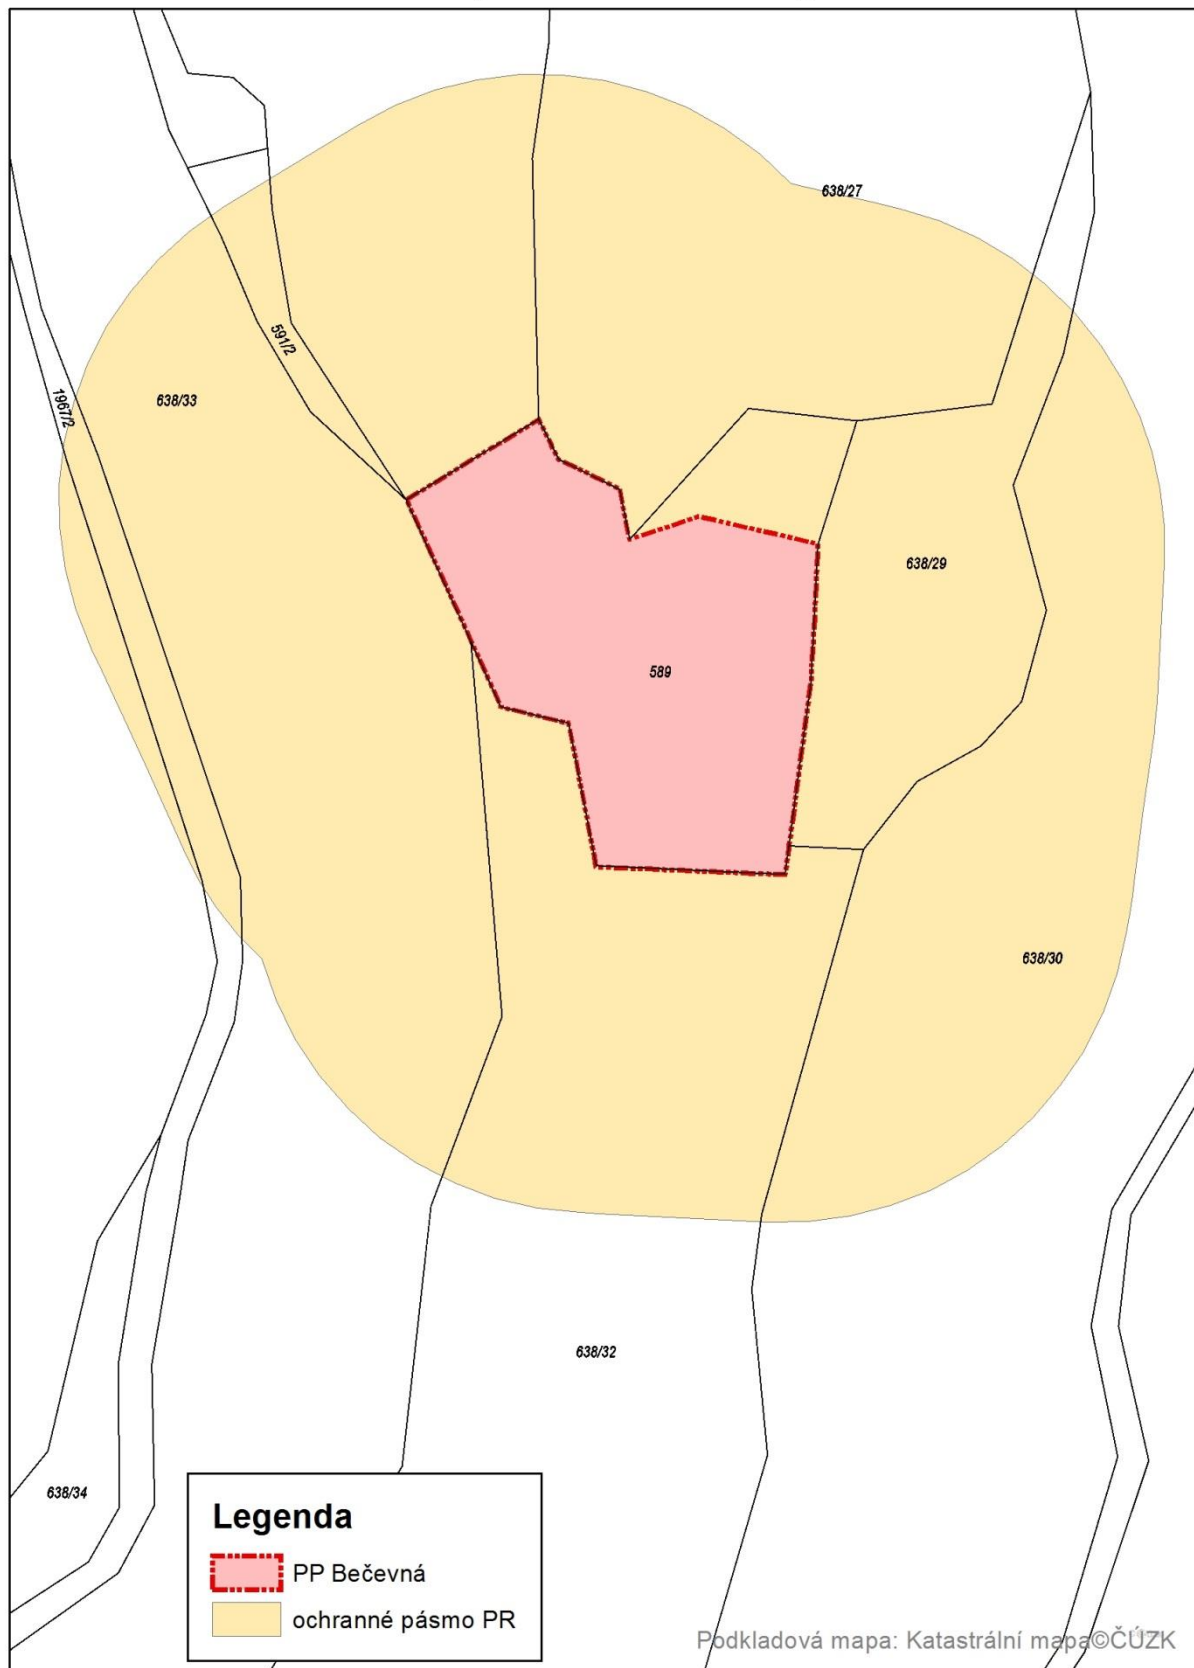 638/27
591/2
1967/2
638/33
638/29
589
638/30
638/32
638/34
Legenda
PP Bečevná
ochranné pásmo PR
Podkladová mapa: Katastrální mapa©ČÚZK